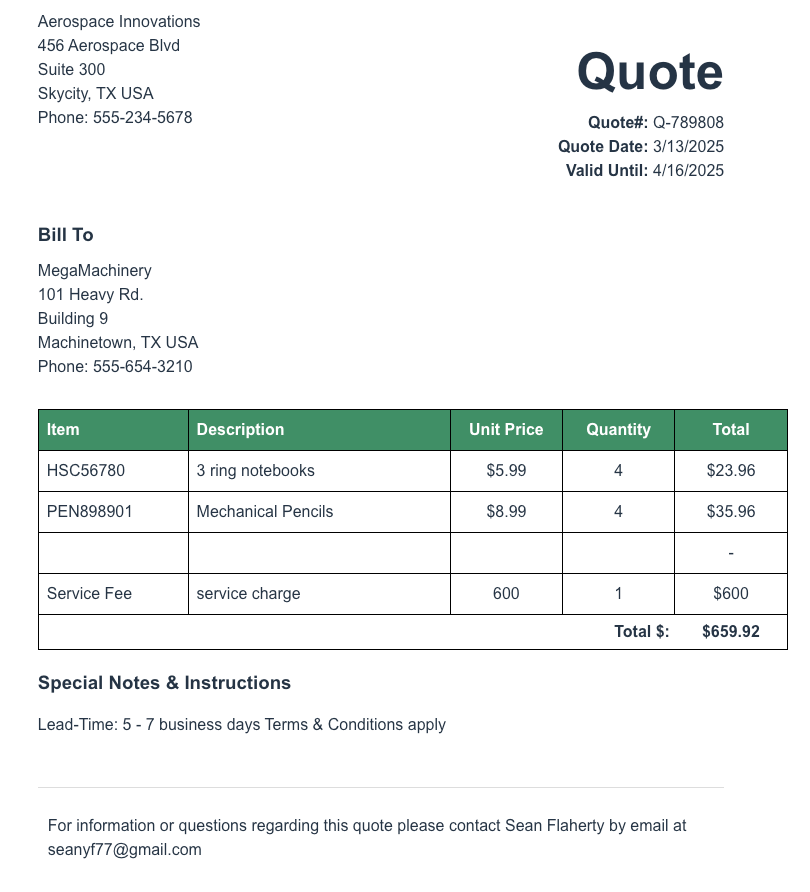 Aerospace Innovations
456 Aerospace Blvd
Suite 300
Skycity, TX USA
Phone: 555-234-5678
Quote
Quote#: Q-789808
Quote Date: 3/13/2025
Valid Until: 4/16/2025
Bill To
MegaMachinery
101 Heavy Rd.
Building 9
Machinetown, TX USA
Phone: 555-654-3210
Item Description Unit Price Quantity Total
HSC56780 3 ring notebooks $5.99 4 $23.96
PEN898901 Mechanical Pencils $8.99 4 $35.96
-
Service Fee service charge 600 1 $600
Total $: $659.92
Special Notes & Instructions
Lead-Time: 5 - 7 business days Terms & Conditions apply
For information or questions regarding this quote please contact Sean Flaherty by email at
seanyf77@gmail.com